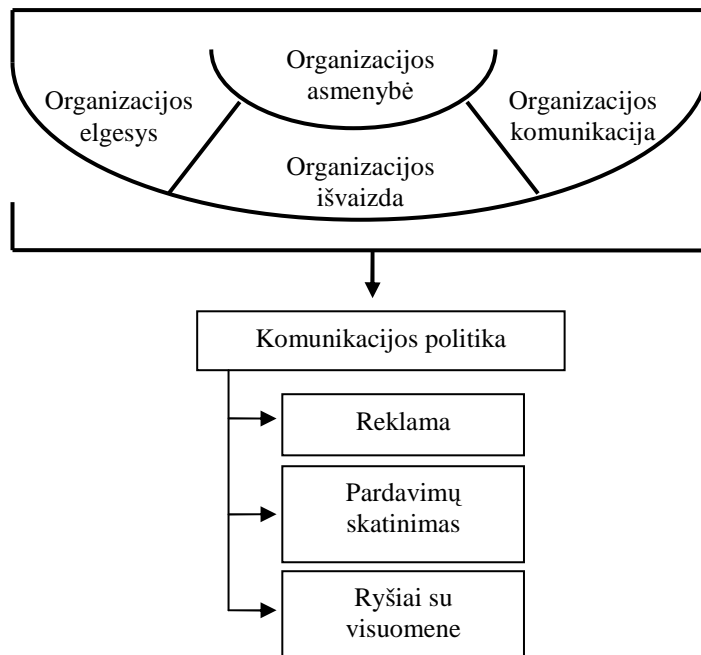 Organizacijos
asmenybė
Organizacijos
elgesys
Organizacijos
komunikacija
Organizacijos
išvaizda
Komunikacijos politika
Reklama
Pardavimų
skatinimas
Ryšiai su
visuomene